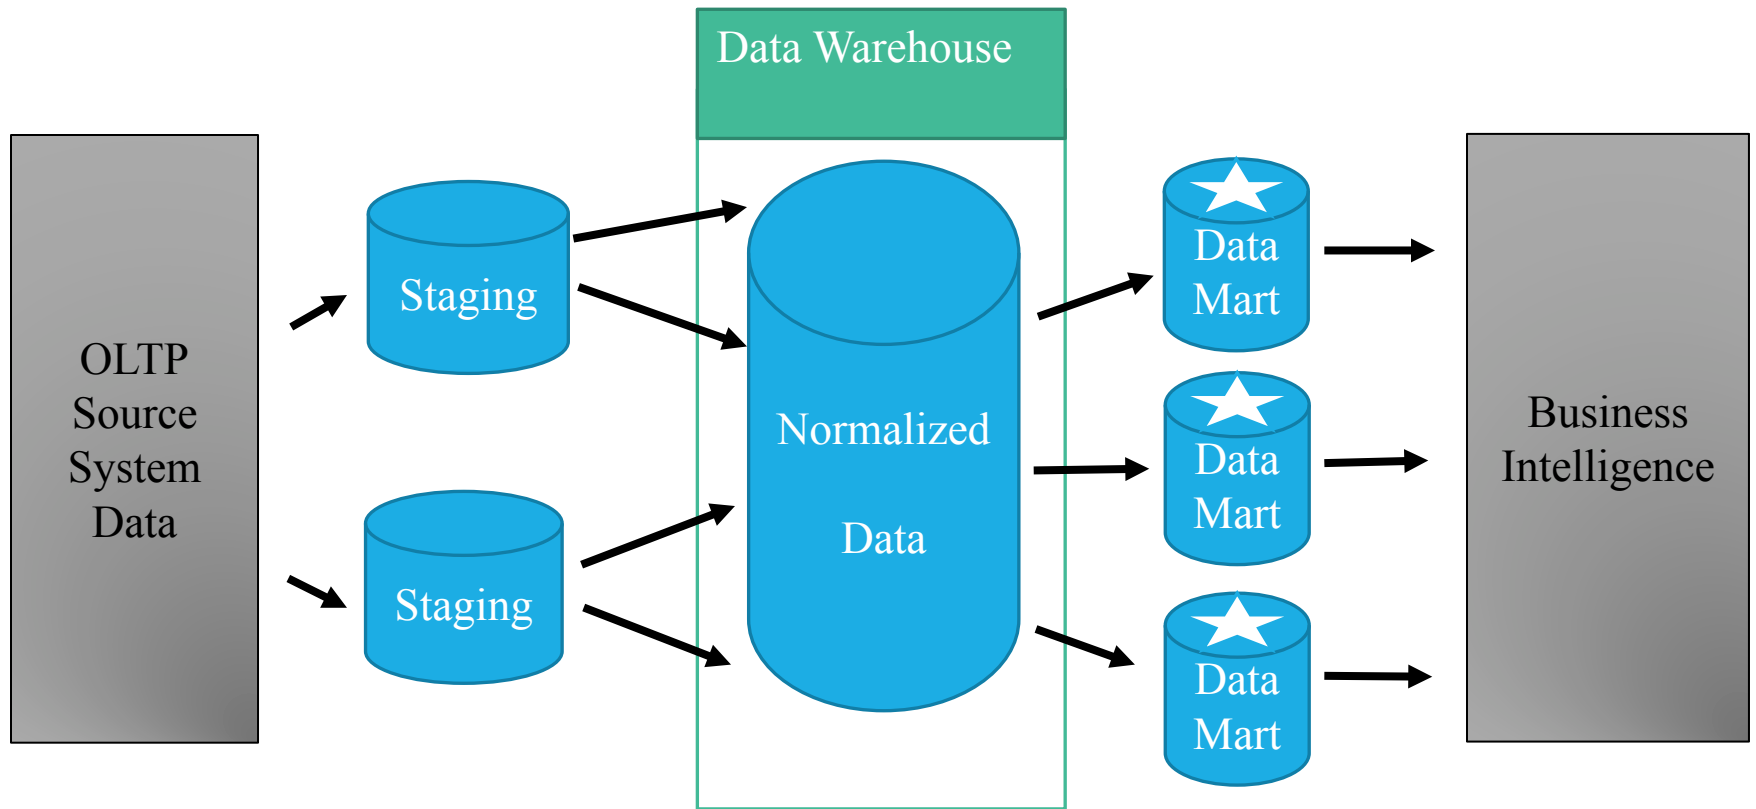 Data Warehouse
OLTP
Source
System
Data
Staging
Staging
Normalized
Data
Data
Mart
Data
Mart
Data
Mart
Business
Intelligence